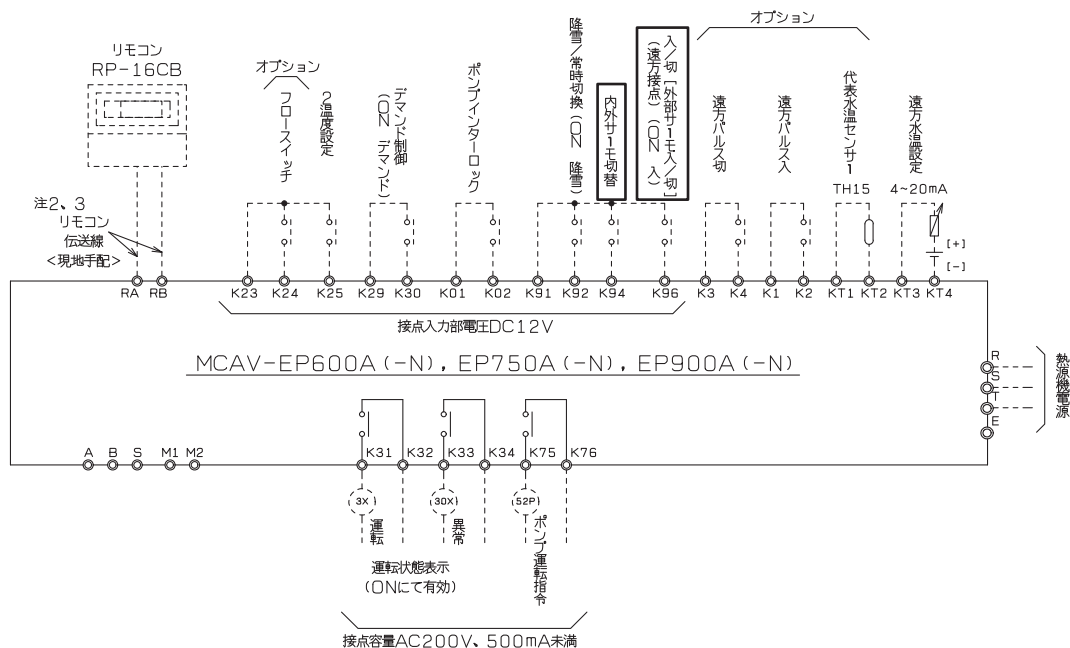 リモコン
RP-16CB
注2、3
リモコン
伝送線
<現地手配>
オプション
フロースイッチ
2温度設定
デマンド制御
(ON デマンド)
ポンプインターロック
降雪/常時切換(ON 降雪)
内外サーモ切替
入/切[外部サーモ入/切]
(遠方接点)(ON 入)
オプション
遠方パルス切
遠方パルス入
代表水温センサー
TH15
遠方水温設定
4~20mA
[+]
[-]
RA RB K23 K24 K25 K29 K30 K01 K02 K91 K92 K94 K96 K3 K4 K1 K2 KT1 KT2 KT3 KT4
接点入力部電圧DC12V
MCAV-EP600A(-N), EP750A(-N), EP900A(-N)
R
S
T
E
熱源機電源
A B S M1 M2
K31 K32 K33 K34 K75 K76
3X
30X
52P
運転
異常
ポンプ運転指令
運転状態表示
(ONにて有効)
接点容量AC200V、500mA未満